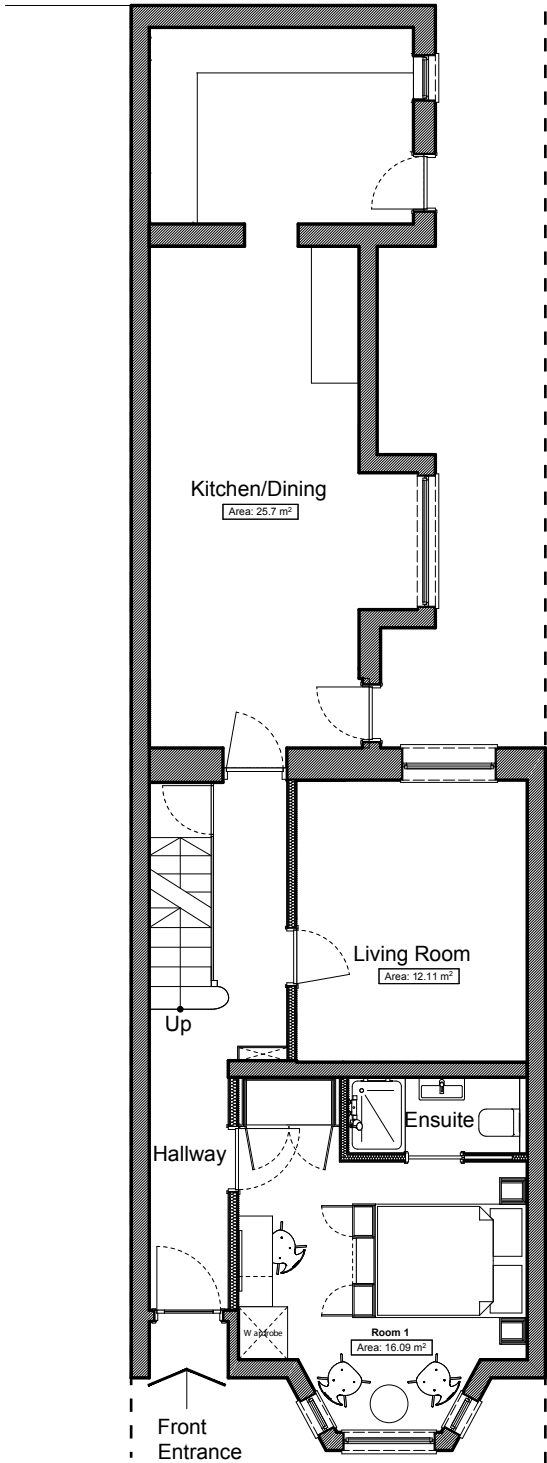 Kitchen/Dining
Area: 25.7 m²
Living Room
Area: 12.11 m²
Up
Ensuite
Hallway
Wardrobe
Room 1
Area: 16.09 m²
Front
Entrance